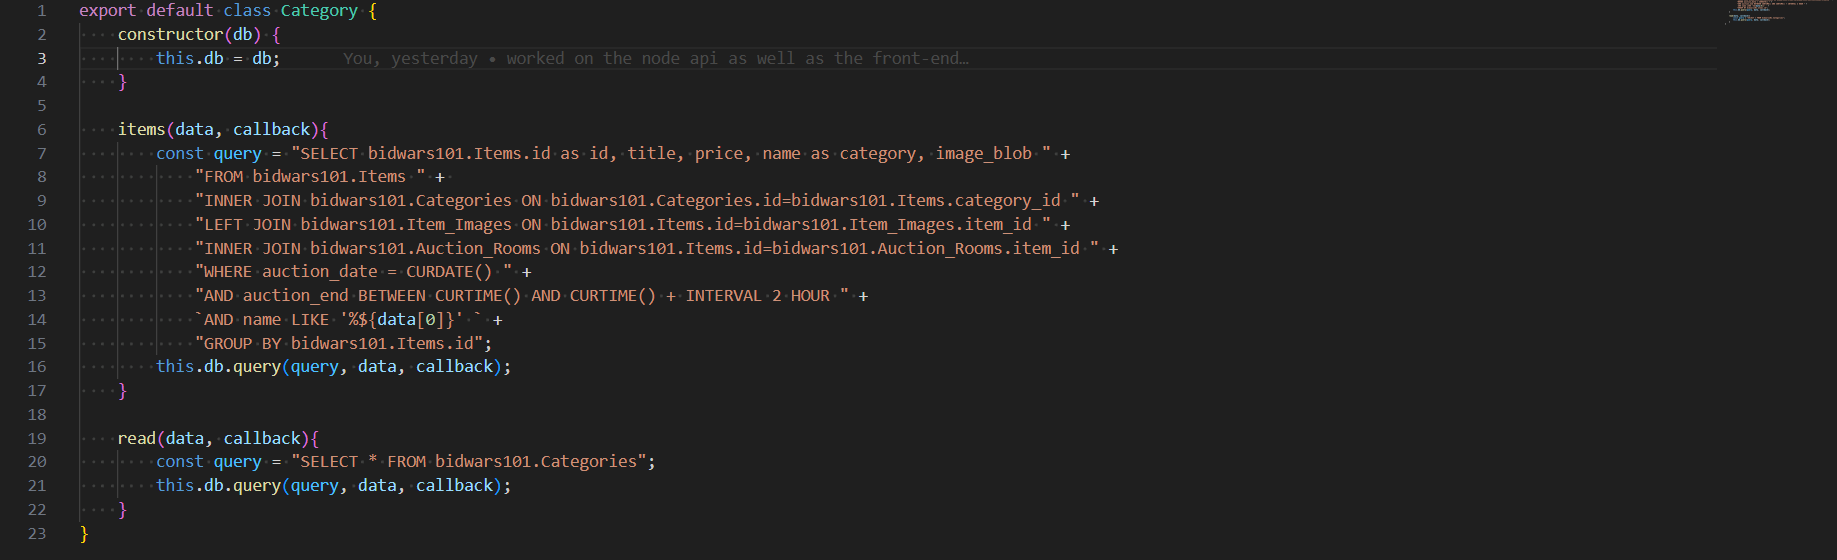 1 export default class Category {
2 constructor(db) {
3 this.db = db; You, yesterday • worked on the node api as well as the front-end…
4 }
5
6 items(data, callback){
7 const query = "SELECT bidwars101.Items.id as id, title, price, name as category, image_blob " +
8 "FROM bidwars101.Items " +
9 "INNER JOIN bidwars101.Categories ON bidwars101.Categories.id=bidwars101.Items.category_id " +
10 "LEFT JOIN bidwars101.Item_Images ON bidwars101.Items.id=bidwars101.Item_Images.item_id " +
11 "INNER JOIN bidwars101.Auction_Rooms ON bidwars101.Items.id=bidwars101.Auction_Rooms.item_id " +
12 "WHERE auction_date = CURDATE() " +
13 "AND auction_end BETWEEN CURTIME() AND CURTIME() + INTERVAL 2 HOUR " +
14 `AND name LIKE '%${data[0]}' ` +
15 "GROUP BY bidwars101.Items.id";
16 this.db.query(query, data, callback);
17 }
18
19 read(data, callback){
20 const query = "SELECT * FROM bidwars101.Categories";
21 this.db.query(query, data, callback);
22 }
23 }